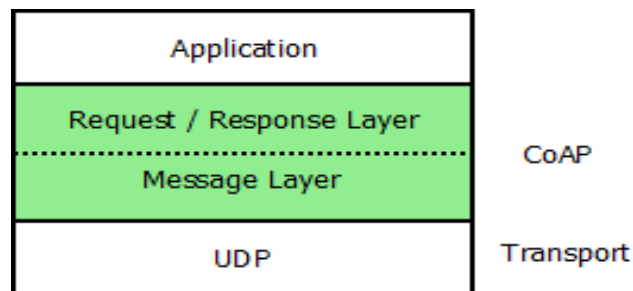 Application
Request / Response Layer
CoAP
Message Layer
UDP
Transport